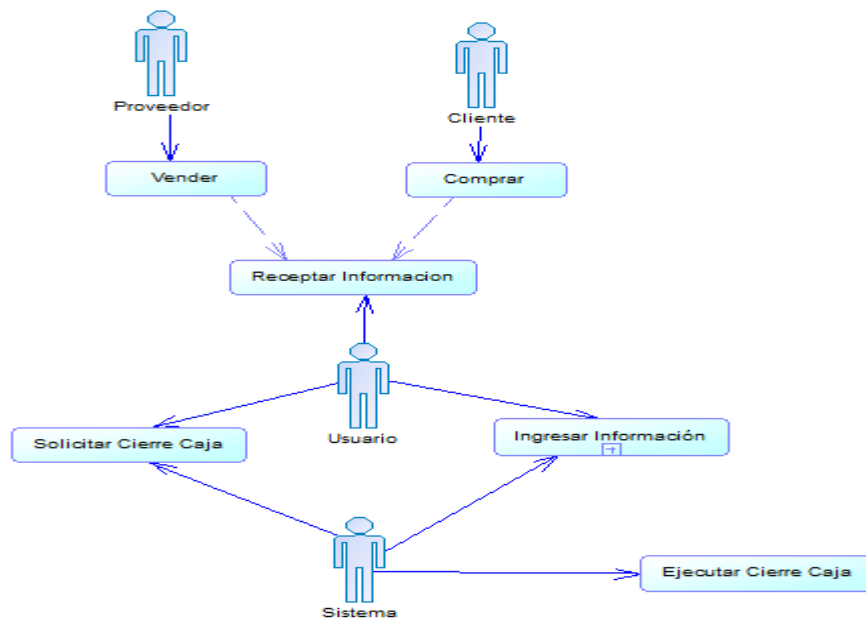 Proveedor
Cliente
Vender
Comprar
Receptar Informacion
Usuario
Solicitar Cierre Caja
Ingresar Información
Ejecutar Cierre Caja
Sistema